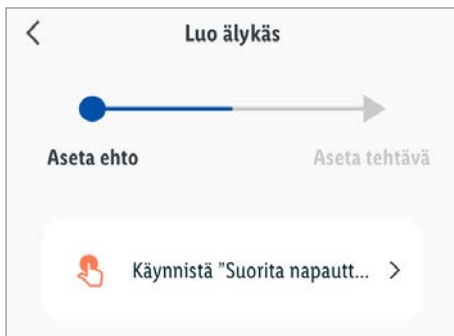 Luo älykäs
Aseta ehto
Aseta tehtävä
Käynnistä ”Suorita napautt...